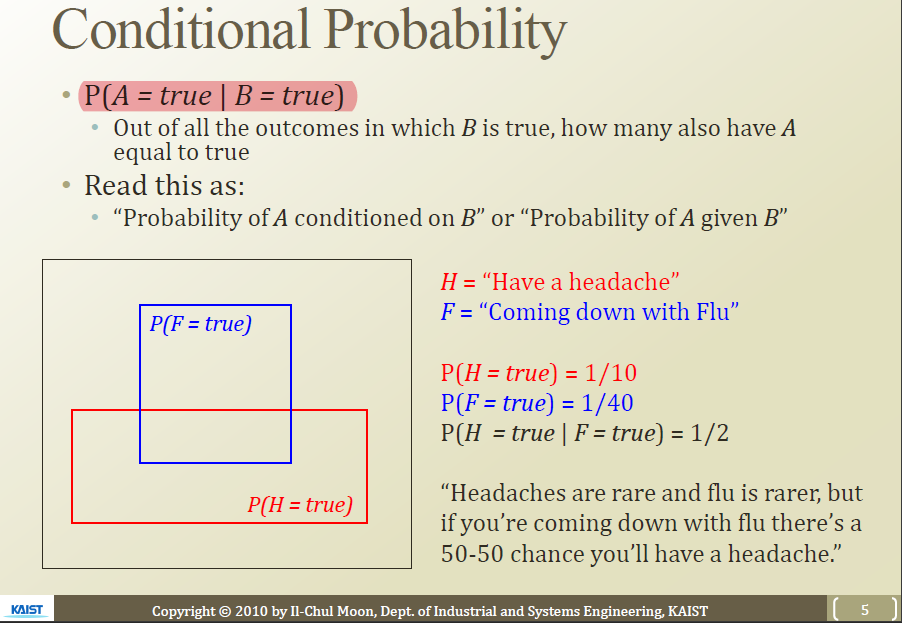 Conditional Probability
• P(A = true | B = true)
• Out of all the outcomes in which B is true, how many also have A
equal to true
• Read this as:
• “Probability of A conditioned on B” or “Probability of A given B”
P(F = true)
P(H = true)
H = “Have a headache”
F = “Coming down with Flu”
P(H = true) = 1/10
P(F = true) = 1/40
P(H = true | F = true) = 1/2
“Headaches are rare and flu is rarer, but
if you’re coming down with flu there’s a
50-50 chance you’ll have a headache.”
KAIST
Copyright © 2010 by Il-Chul Moon, Dept. of Industrial and Systems Engineering, KAIST
5